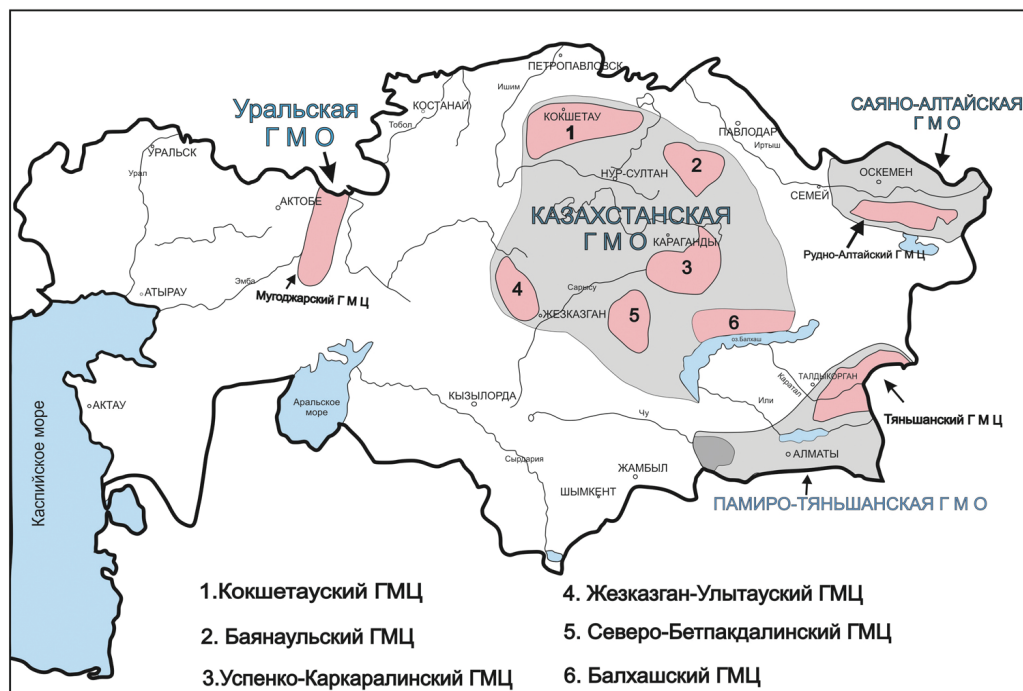 ПЕТРОПАВЛОВСК
Ишим
КОСТАНАЙ
Тобол
Уральская
Г М О
КОКШЕТАУ
1
ПАВЛОДАР
Иртыш
САЯНО-АЛТАЙСКАЯ
Г М О
УРАЛЬСК
Урал
2
НУР-СУЛТАН
ОСКЕМЕН
СЕМЕЙ
АКТОБЕ
КАЗАХСТАНСКАЯ
Г М О
КАРАГАНДЫ
3
Рудно-Алтайский Г М Ц
Эмба
Мугоджарский Г М Ц
АТЫРАУ
4
Сарысу
ЖЕЗКАЗГАН
5
6
оз.Балхаш
Каспийское море
АКТАУ
Аральское
море
КЫЗЫЛОРДА
Чу
Или
Каратал
ТАЛДЫКОРГАН
Тяньшанский Г М Ц
Сырдария
ЖАМБЫЛ
ШЫМКЕНТ
АЛМАТЫ
ПАМИРО-ТЯНЬШАНСКАЯ Г М О
1.Кокшетауский ГМЦ
2. Баянаульский ГМЦ
3.Успенко-Каркаралинский ГМЦ
4. Жезказган-Улытауский ГМЦ
5. Северо-Бетпакдалинский ГМЦ
6. Балхашский ГМЦ